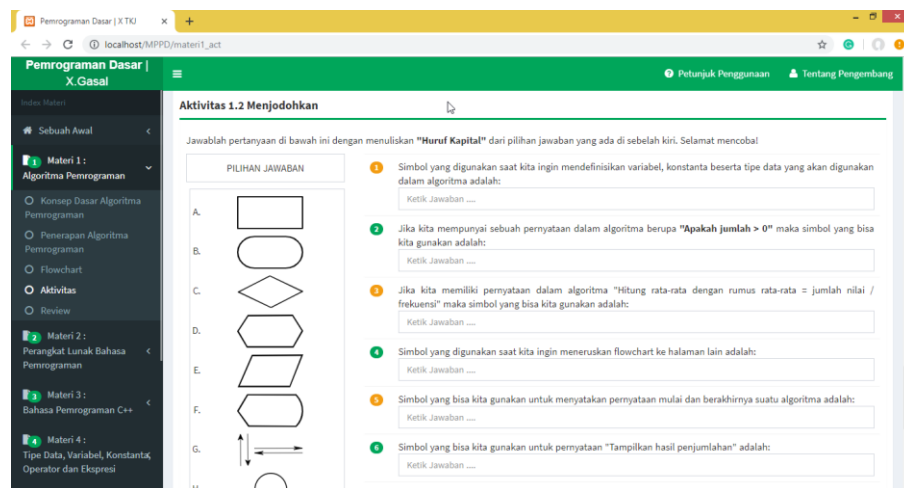 Pemrograman Dasar | X TKJ
localhost/MPPD/materi1_act
Pemrograman Dasar |
X.Gasal
Petunjuk Penggunaan
Tentang Pengembang
Index Materi
Sebuah Awal
1 Materi 1 :
Algoritma Pemrograman
Konsep Dasar Algoritma
Pemrograman
Penerapan Algoritma
Pemrograman
Flowchart
Aktivitas
Review
2 Materi 2 :
Perangkat Lunak Bahasa
Pemrograman
3 Materi 3 :
Bahasa Pemrograman C++
4 Materi 4 :
Tipe Data, Variabel, Konstanta,
Operator dan Ekspresi
Aktivitas 1.2 Menjodohkan
Jawablah pertanyaan di bawah ini dengan menuliskan "Huruf Kapital" dari pilihan jawaban yang ada di sebelah kiri. Selamat mencoba!
PILIHAN JAWABAN
A.
B.
C.
D.
E.
F.
G.
1 Simbol yang digunakan saat kita ingin mendefinisikan variabel, konstanta beserta tipe data yang akan digunakan
dalam algoritma adalah:
Ketik Jawaban ....
2 Jika kita mempunyai sebuah pernyataan dalam algoritma berupa "Apakah jumlah > 0" maka simbol yang bisa
kita gunakan adalah:
Ketik Jawaban ....
3 Jika kita memiliki pernyataan dalam algoritma "Hitung rata-rata dengan rumus rata-rata = jumlah nilai /
frekuensi" maka simbol yang bisa kita gunakan adalah:
Ketik Jawaban ....
4 Simbol yang digunakan saat kita ingin meneruskan flowchart ke halaman lain adalah:
Ketik Jawaban ....
5 Simbol yang bisa kita gunakan untuk menyatakan pernyataan mulai dan berakhirnya suatu algoritma adalah:
Ketik Jawaban ....
6 Simbol yang bisa kita gunakan untuk pernyataan "Tampilkan hasil penjumlahan" adalah:
Ketik Jawaban ....